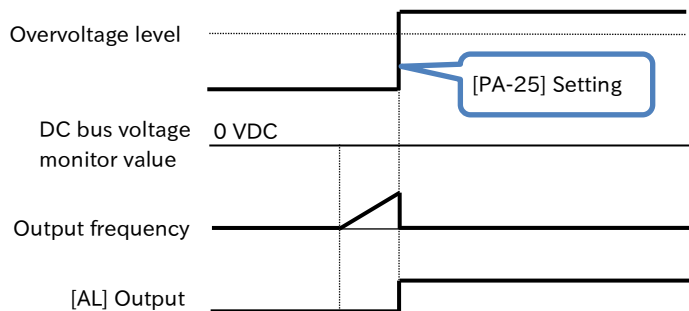 Overvoltage level
[PA-25] Setting
DC bus voltage
monitor value
0 VDC
Output frequency
[AL] Output